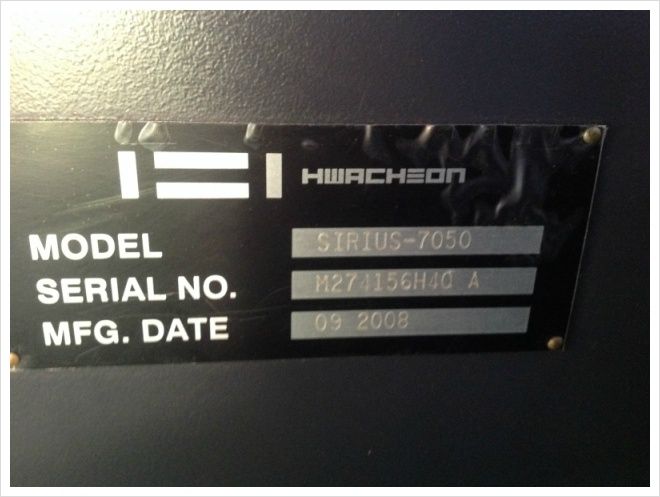 HWACHEON
MODEL SIRIUS-7050
SERIAL NO. M274156H40 A
MFG. DATE 09 2008